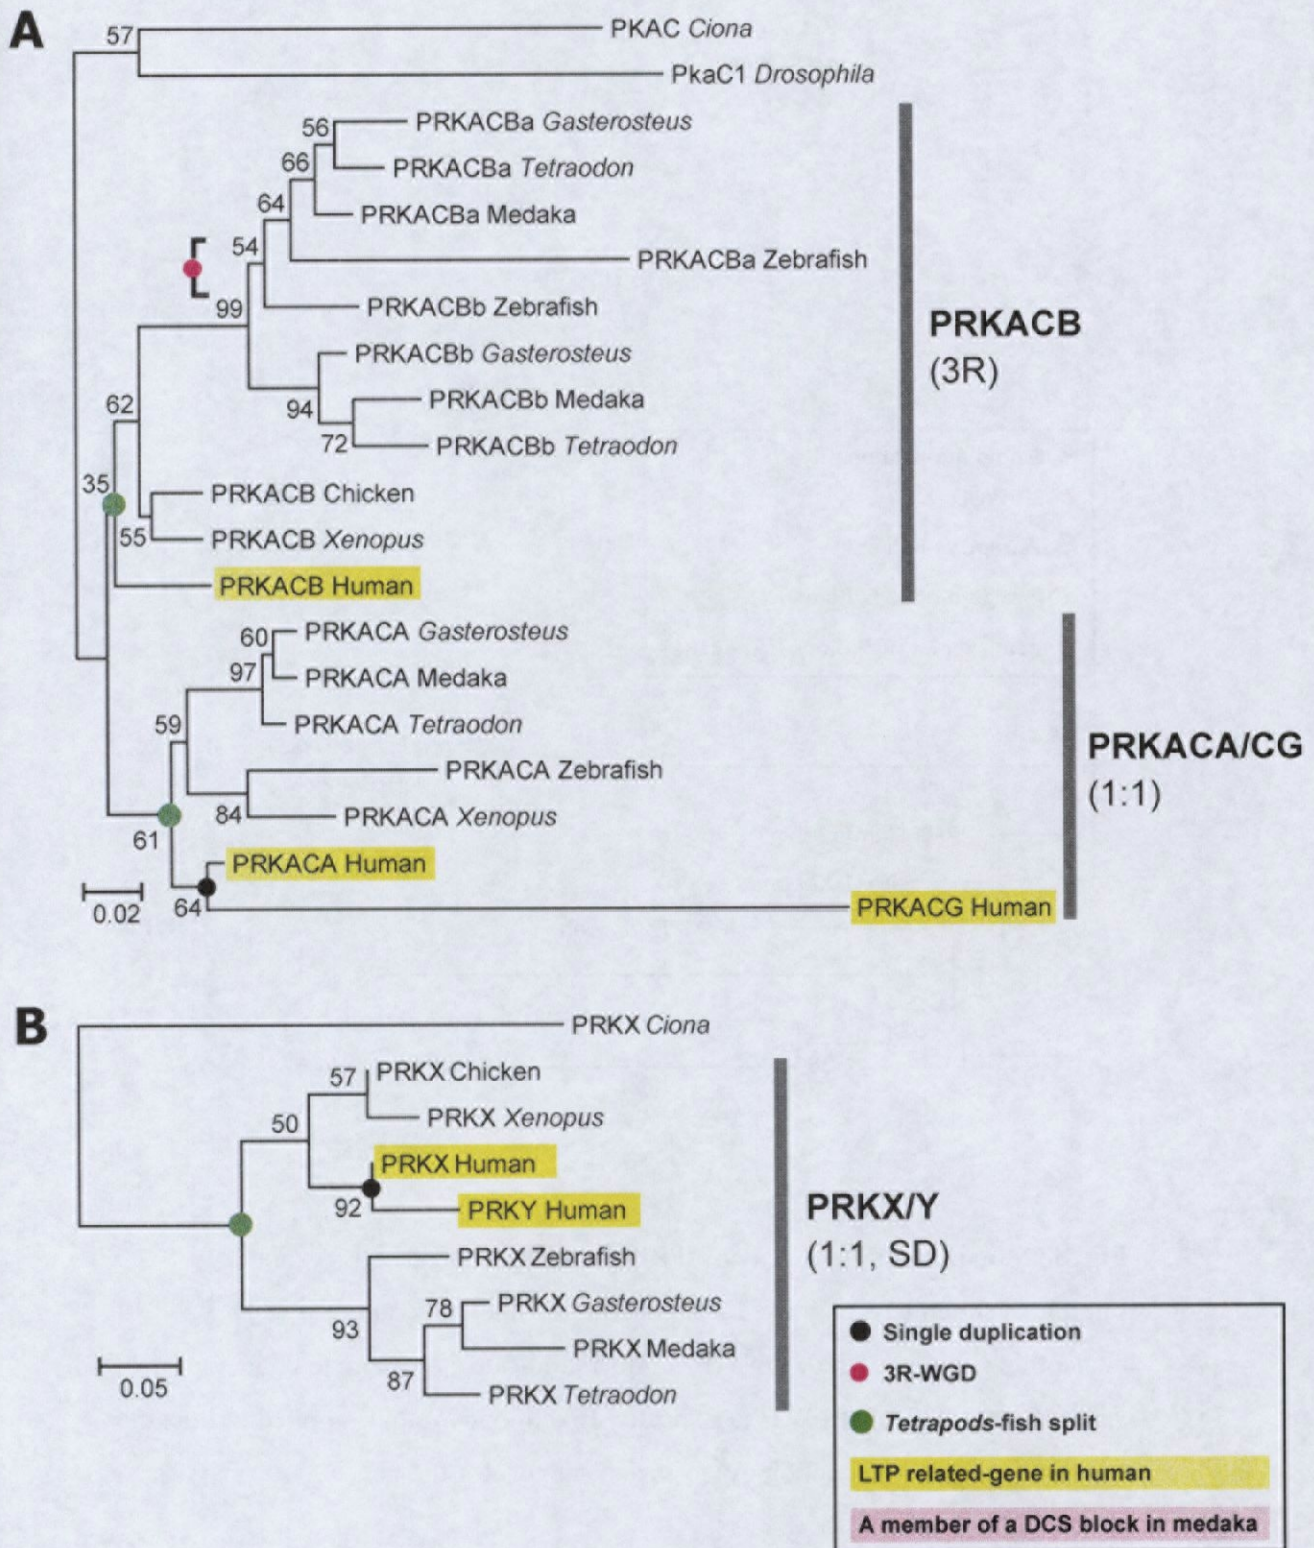 A
57
PKAC Ciona
PkaC1 Drosophila
56
PRKACBa Gasterosteus
66
PRKACBa Tetraodon
64
PRKACBa Medaka
54
PRKACBa Zebrafish
99
PRKACBb Zebrafish
PRKACB
(3R)
PRKACBb Gasterosteus
62
94
PRKACBb Medaka
72
PRKACBb Tetraodon
35
PRKACB Chicken
55
PRKACB Xenopus
PRKACB Human
60
PRKACA Gasterosteus
97
PRKACA Medaka
59
PRKACA Tetraodon
PRKACA/CG
(1:1)
PRKACA Zebrafish
84
PRKACA Xenopus
61
PRKACA Human
0.02
64
PRKACG Human
B
PRKX Ciona
57
PRKX Chicken
50
PRKX Xenopus
PRKX Human
92
PRKY Human
PRKX/Y
(1:1, SD)
PRKX Zebrafish
93
78
PRKX Gasterosteus
PRKX Medaka
0.05
87
PRKX Tetraodon
Single duplication
3R-WGD
Tetrapods-fish split
LTP related-gene in human
A member of a DCS block in medaka